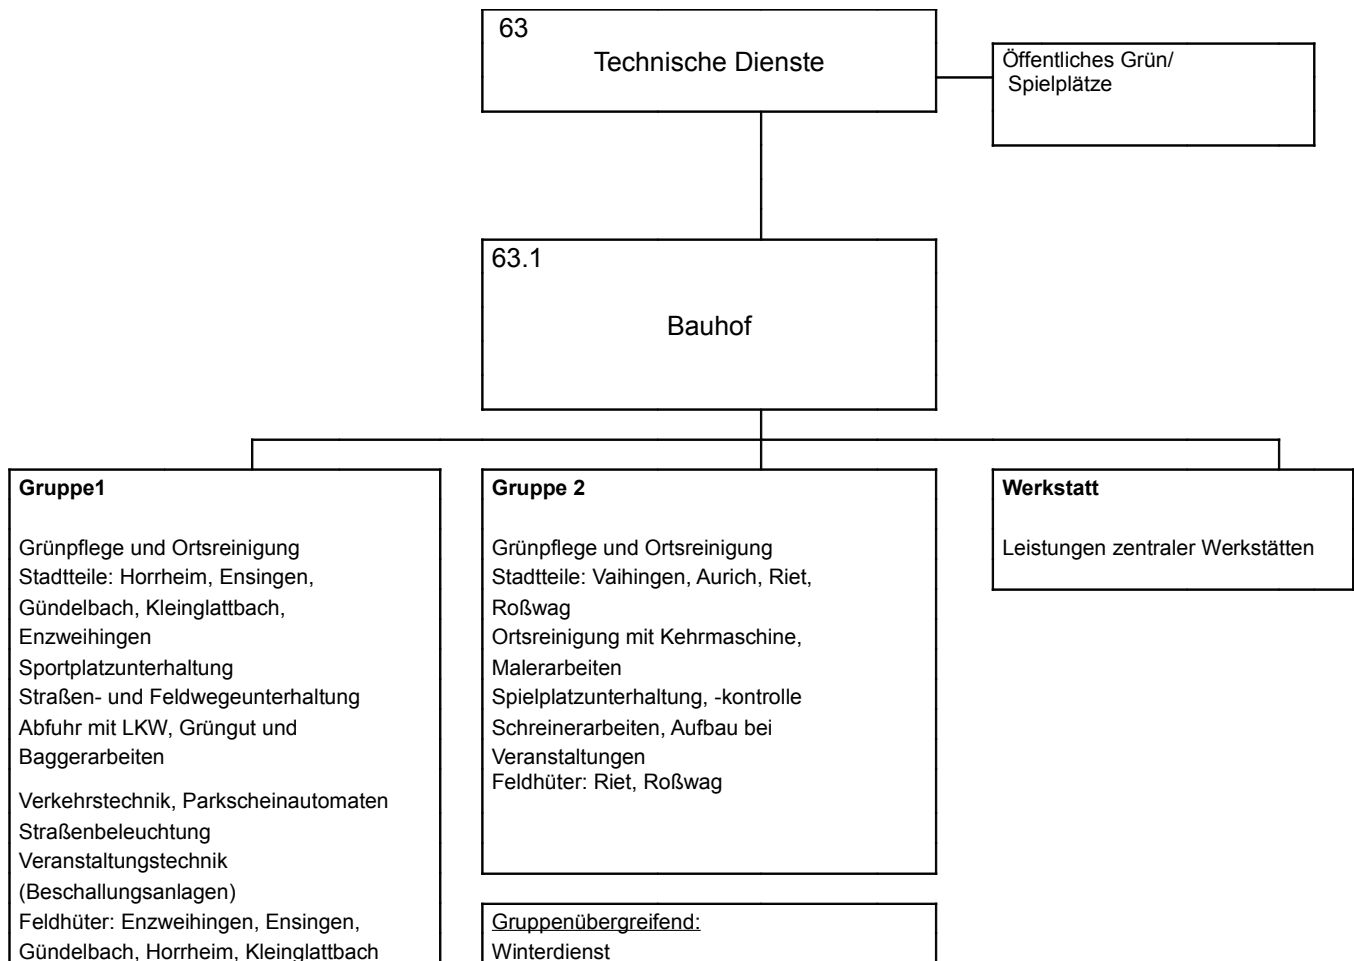 63
Technische Dienste
Öffentliches Grün/
Spielplätze
63.1
Bauhof
Gruppe1
Grünpflege und Ortsreinigung
Stadtteile: Horrheim, Ensingen,
Gündelbach, Kleinglattbach,
Enzweihingen
Sportplatzunterhaltung
Straßen- und Feldwegeunterhaltung
Abfuhr mit LKW, Grüngut und
Baggerarbeiten
Verkehrstechnik, Parkscheinautomaten
Straßenbeleuchtung
Veranstaltungstechnik
(Beschallungsanlagen)
Feldhüter: Enzweihingen, Ensingen,
Gündelbach, Horrheim, Kleinglattbach
Gruppe 2
Grünpflege und Ortsreinigung
Stadtteile: Vaihingen, Aurich, Riet,
Roßwag
Ortsreinigung mit Kehrmaschine,
Malerarbeiten
Spielplatzunterhaltung, -kontrolle
Schreinerarbeiten, Aufbau bei
Veranstaltungen
Feldhüter: Riet, Roßwag
Gruppenübergreifend:
Winterdienst
Werkstatt
Leistungen zentraler Werkstätten